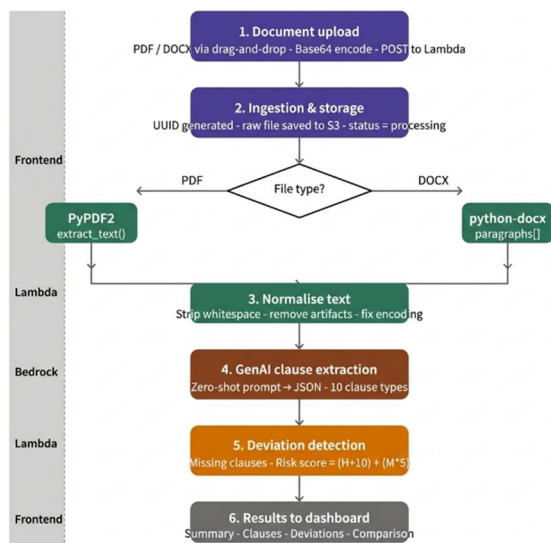 1. Document upload
PDF / DOCX via drag-and-drop - Base64 encode - POST to Lambda
2. Ingestion & storage
UUID generated - raw file saved to S3 - status = processing
Frontend
PDF
File type?
DOCX
PyPDF2
extract_text()
python-docx
paragraphs[]
Lambda
3. Normalise text
Strip whitespace - remove artifacts - fix encoding
Bedrock
4. GenAI clause extraction
Zero-shot prompt → JSON - 10 clause types
Lambda
5. Deviation detection
Missing clauses - Risk score = (H+10) + (M*5)
Frontend
6. Results to dashboard
Summary - Clauses - Deviations - Comparison